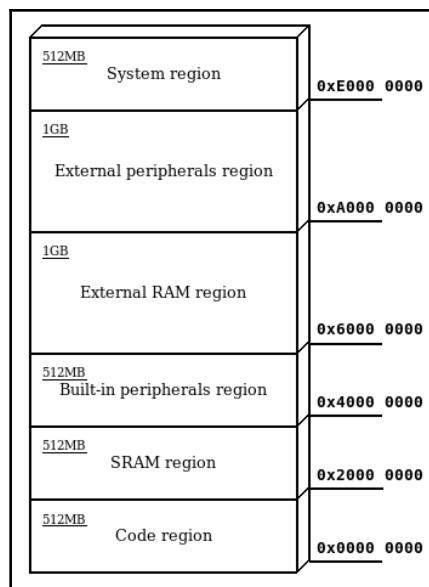 512MB
System region
0xE000 0000
1GB
External peripherals region
0xA000 0000
1GB
External RAM region
0x6000 0000
512MB
Built-in peripherals region
0x4000 0000
512MB
SRAM region
0x2000 0000
512MB
Code region
0x0000 0000